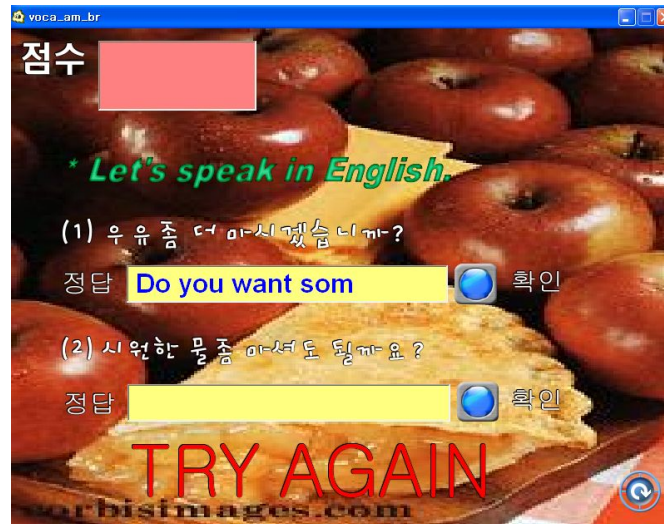 voca_am_br
점수
* Let's speak in English.
(1) 우유좀 더 마시겠습니까?
정답 Do you want som 확인
(2) 시원한 물좀 마셔도 될까요?
정답 확인
TRY AGAIN
corbisimages.com